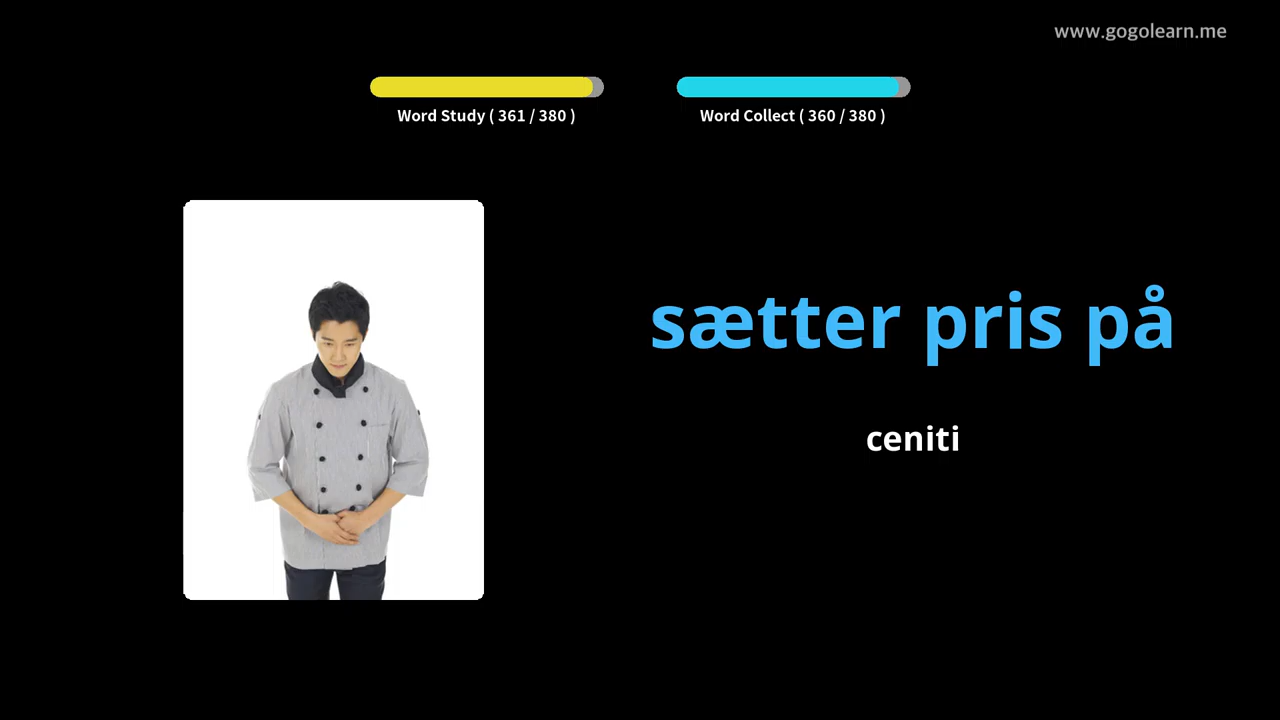 www.gogolearn.me
Word Study ( 361 / 380 )
Word Collect ( 360 / 380 )
sætter pris på
ceniti